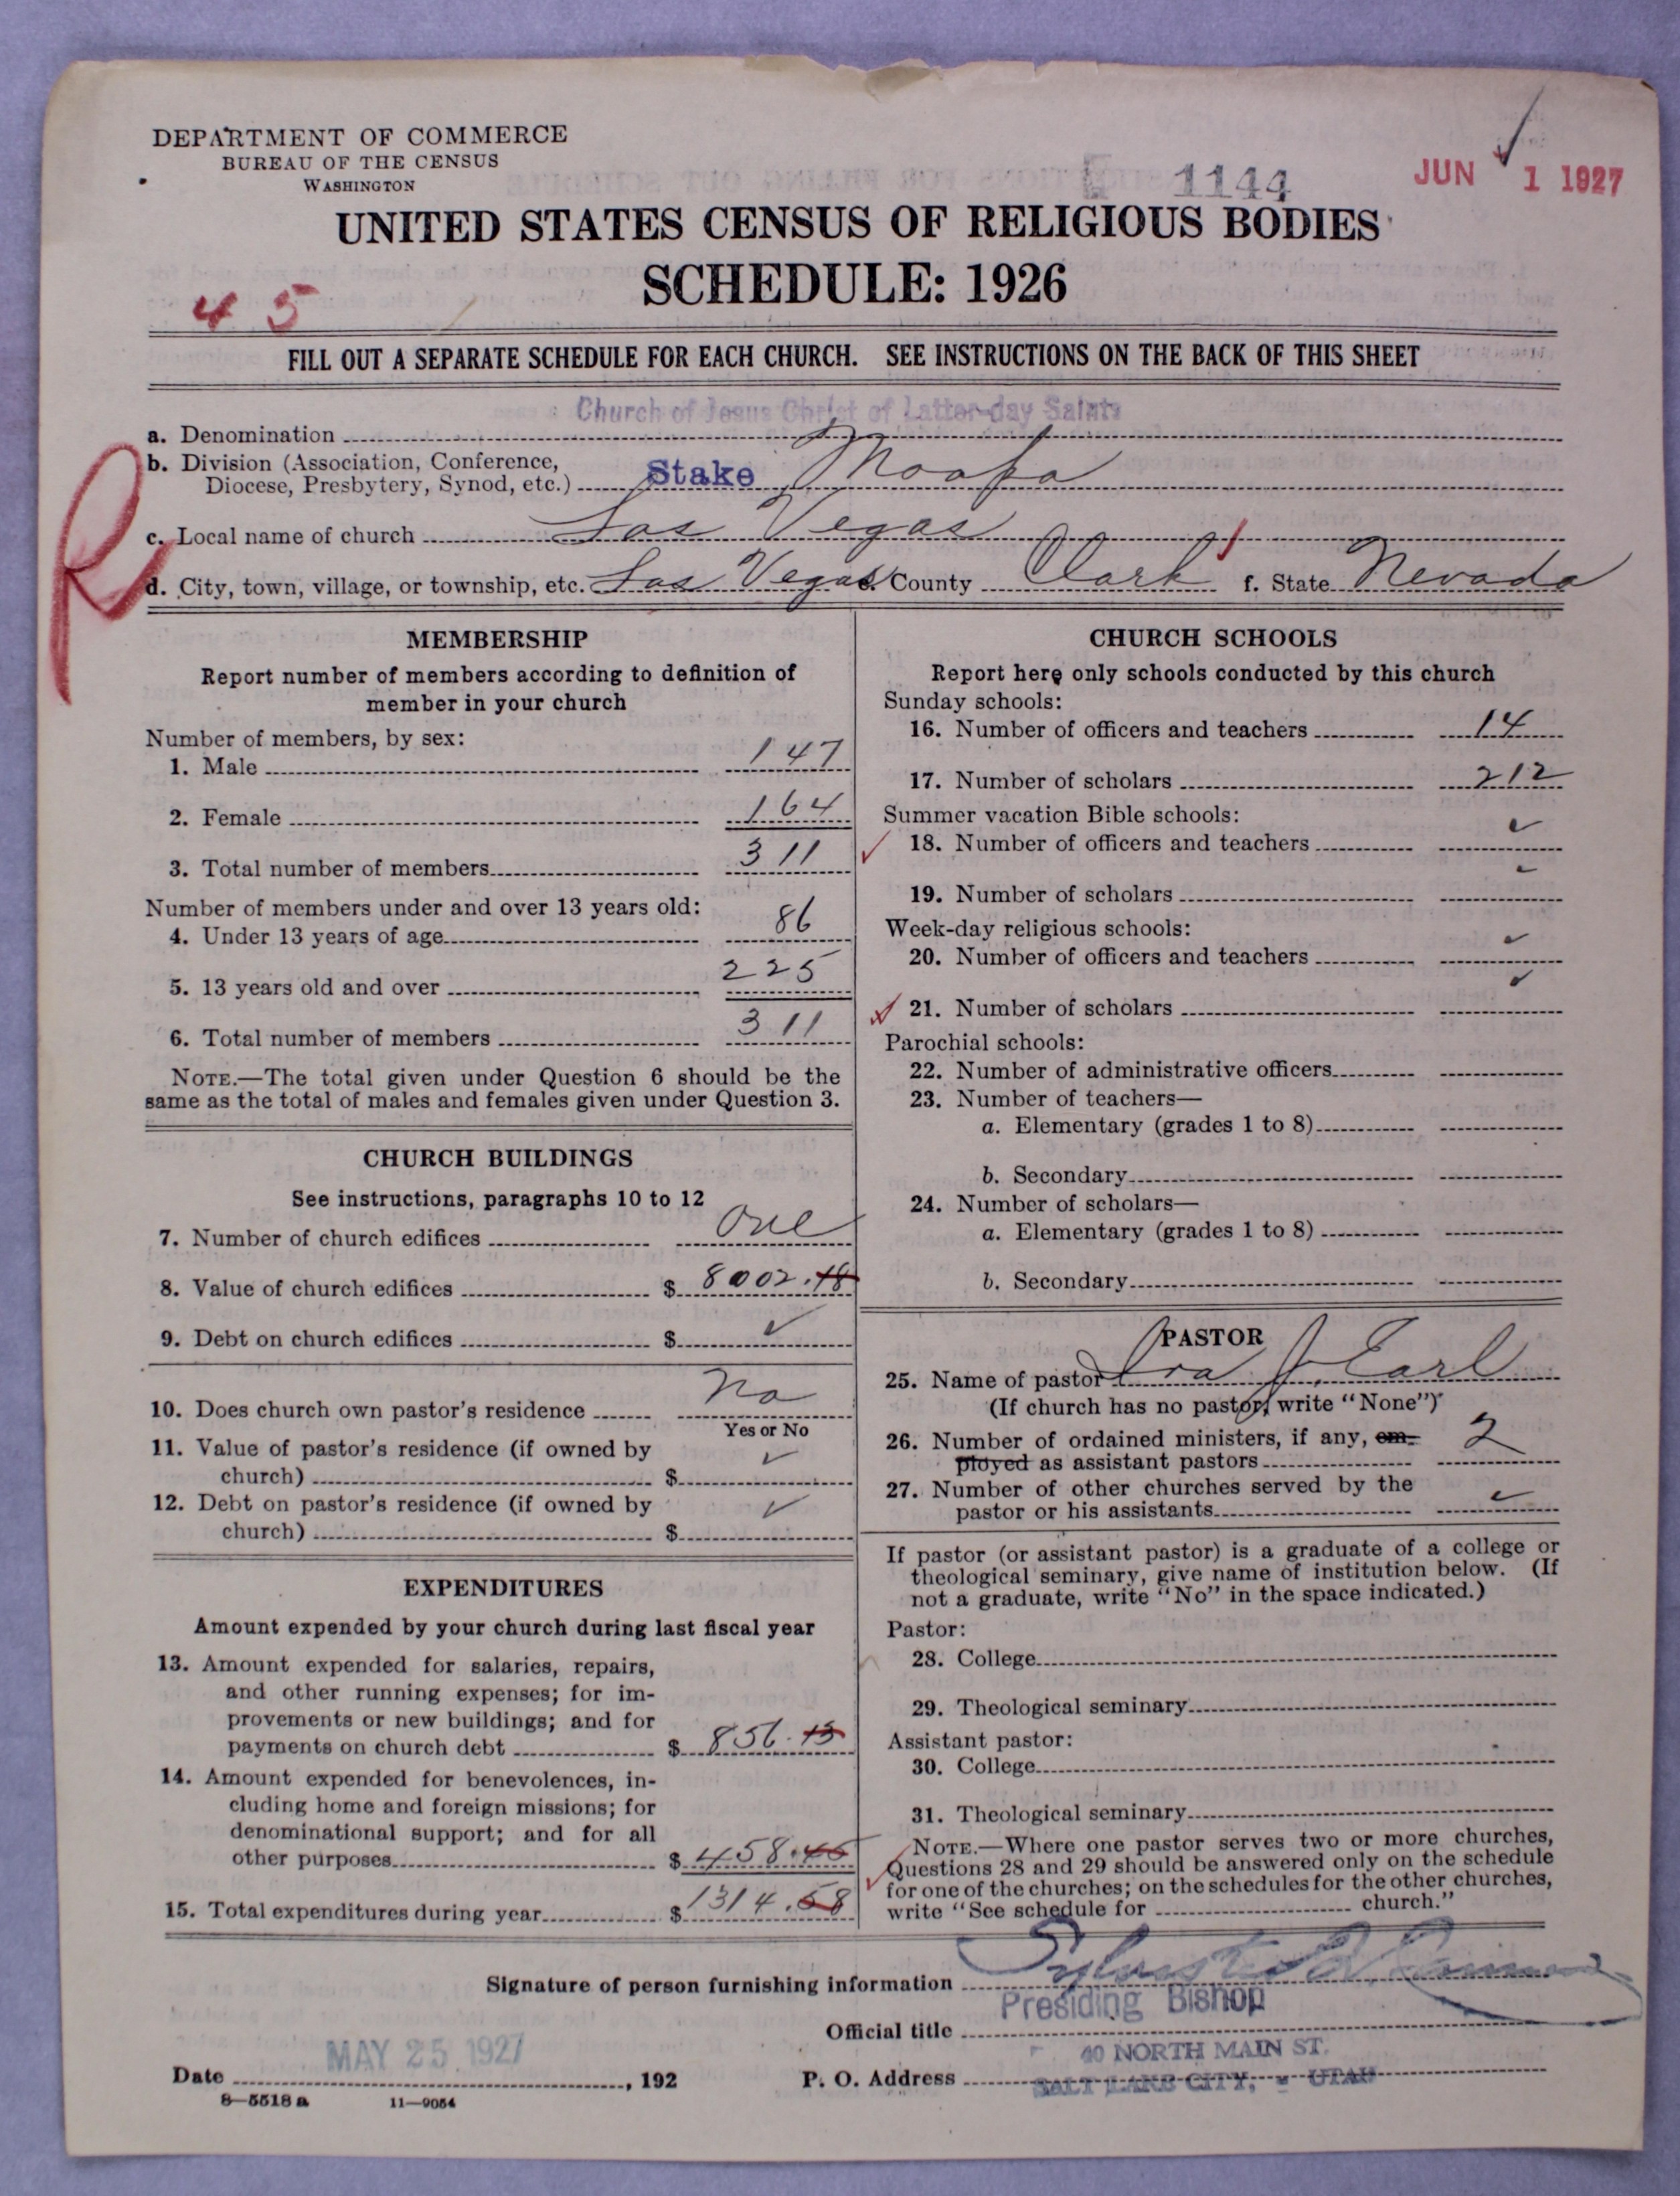 DEPARTMENT OF COMMERCE
BUREAU OF THE CENSUS
WASHINGTON
1144
JUN 1 1927
UNITED STATES CENSUS OF RELIGIOUS BODIES
SCHEDULE: 1926
45
FILL OUT A SEPARATE SCHEDULE FOR EACH CHURCH. SEE INSTRUCTIONS ON THE BACK OF THIS SHEET
Church of Jesus Christ of Latter-day Saints
a. Denomination
b. Division (Association, Conference,
Diocese, Presbytery, Synod, etc.) Stake Moapa
c. Local name of church Las Vegas
R
d. City, town, village, or township, etc. Las Vegas e. County Clark f. State Nevada
MEMBERSHIP
Report number of members according to definition of
member in your church
Number of members, by sex:
1. Male 147
2. Female 164
3. Total number of members 311
Number of members under and over 13 years old:
4. Under 13 years of age 86
5. 13 years old and over 225
6. Total number of members 311
NOTE.—The total given under Question 6 should be the
same as the total of males and females given under Question 3.
CHURCH BUILDINGS
See instructions, paragraphs 10 to 12
7. Number of church edifices One
8. Value of church edifices $ 8002.18
9. Debt on church edifices $ ✓
10. Does church own pastor's residence No
Yes or No
11. Value of pastor's residence (if owned by
church) $ ✓
12. Debt on pastor's residence (if owned by
church) $ ✓
EXPENDITURES
Amount expended by your church during last fiscal year
13. Amount expended for salaries, repairs,
and other running expenses; for im-
provements or new buildings; and for
payments on church debt $ 856.13
14. Amount expended for benevolences, in-
cluding home and foreign missions; for
denominational support; and for all
other purposes $ 458.45
15. Total expenditures during year $ 1314.58
CHURCH SCHOOLS
Report here only schools conducted by this church
Sunday schools:
16. Number of officers and teachers 14
17. Number of scholars 212
Summer vacation Bible schools:
18. Number of officers and teachers ✓
19. Number of scholars ✓
Week-day religious schools:
20. Number of officers and teachers ✓
21. Number of scholars ✓
Parochial schools:
22. Number of administrative officers
23. Number of teachers—
a. Elementary (grades 1 to 8)
b. Secondary
24. Number of scholars—
a. Elementary (grades 1 to 8)
b. Secondary
PASTOR
25. Name of pastor Ira J. Earl
(If church has no pastor, write "None")
26. Number of ordained ministers, if any, em-
ployed as assistant pastors 2
27. Number of other churches served by the
pastor or his assistants ✓
If pastor (or assistant pastor) is a graduate of a college or
theological seminary, give name of institution below. (If
not a graduate, write "No" in the space indicated.)
Pastor:
28. College
29. Theological seminary
Assistant pastor:
30. College
31. Theological seminary
NOTE.—Where one pastor serves two or more churches,
Questions 28 and 29 should be answered only on the schedule
for one of the churches; on the schedules for the other churches,
write "See schedule for church."
Signature of person furnishing information Sylvester Q. Cannon
Presiding Bishop
Official title
MAY 25 1927
40 NORTH MAIN ST.
Date , 192
P. O. Address SALT LAKE CITY, - UTAH
8—5518 a 11—9054